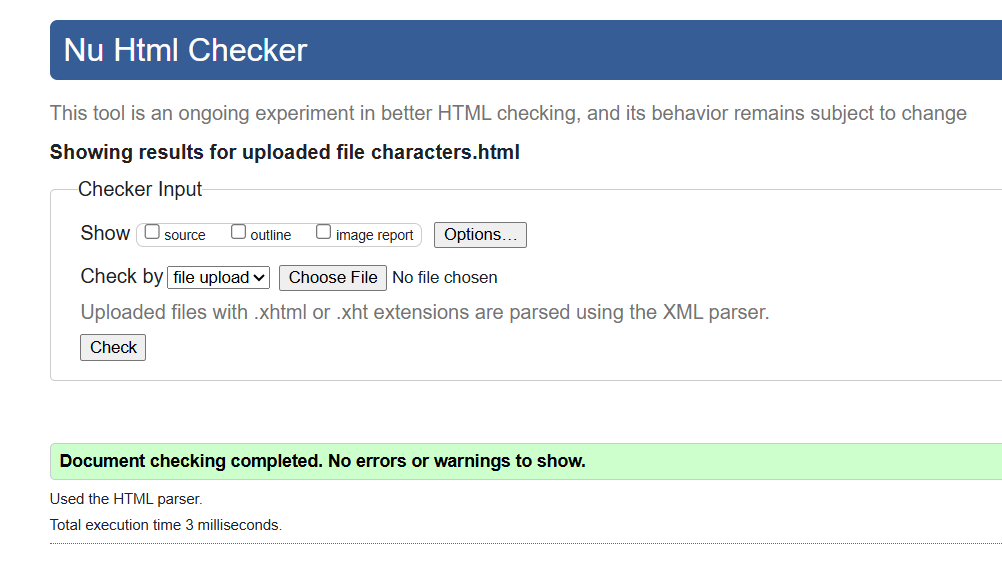 Nu Html Checker
This tool is an ongoing experiment in better HTML checking, and its behavior remains subject to change
Showing results for uploaded file characters.html
Checker Input
Show source outline image report Options…
Check by file upload Choose File No file chosen
Uploaded files with .xhtml or .xht extensions are parsed using the XML parser.
Check
Document checking completed. No errors or warnings to show.
Used the HTML parser.
Total execution time 3 milliseconds.